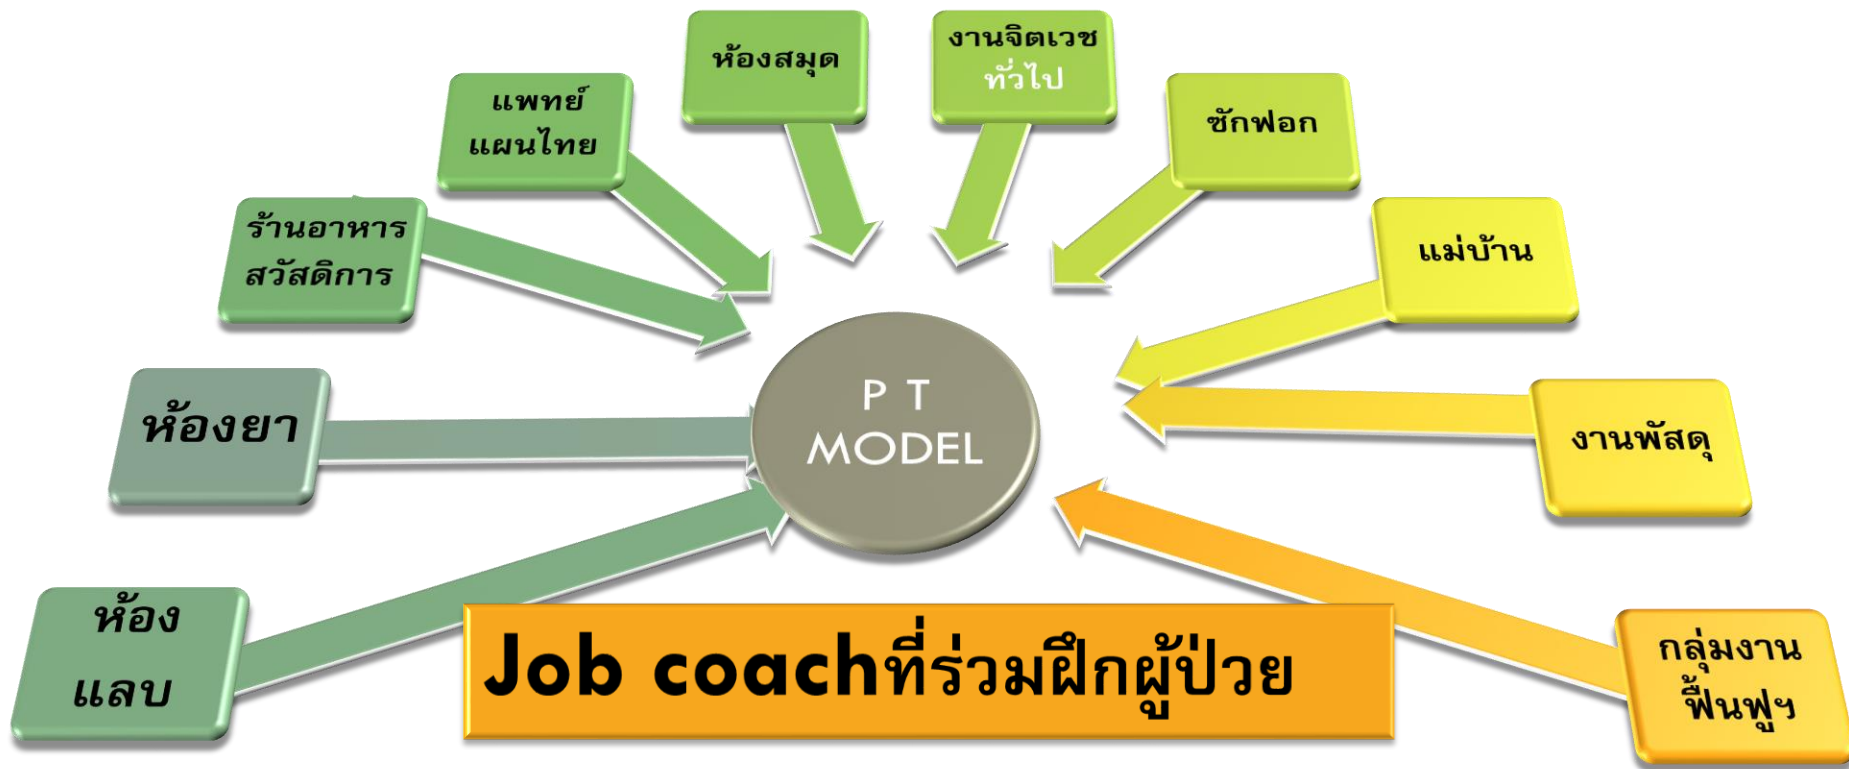 ห้องสมุด
งานจิตเวช
ทั่วไป
แพทย์
แผนไทย
ซักฟอก
ร้านอาหาร
สวัสดิการ
แม่บ้าน
ห้องยา
P T
MODEL
งานพัสดุ
ห้อง
แลบ
Job coachที่ร่วมฝึกผู้ป่วย
กลุ่มงาน
ฟื้นฟูฯ